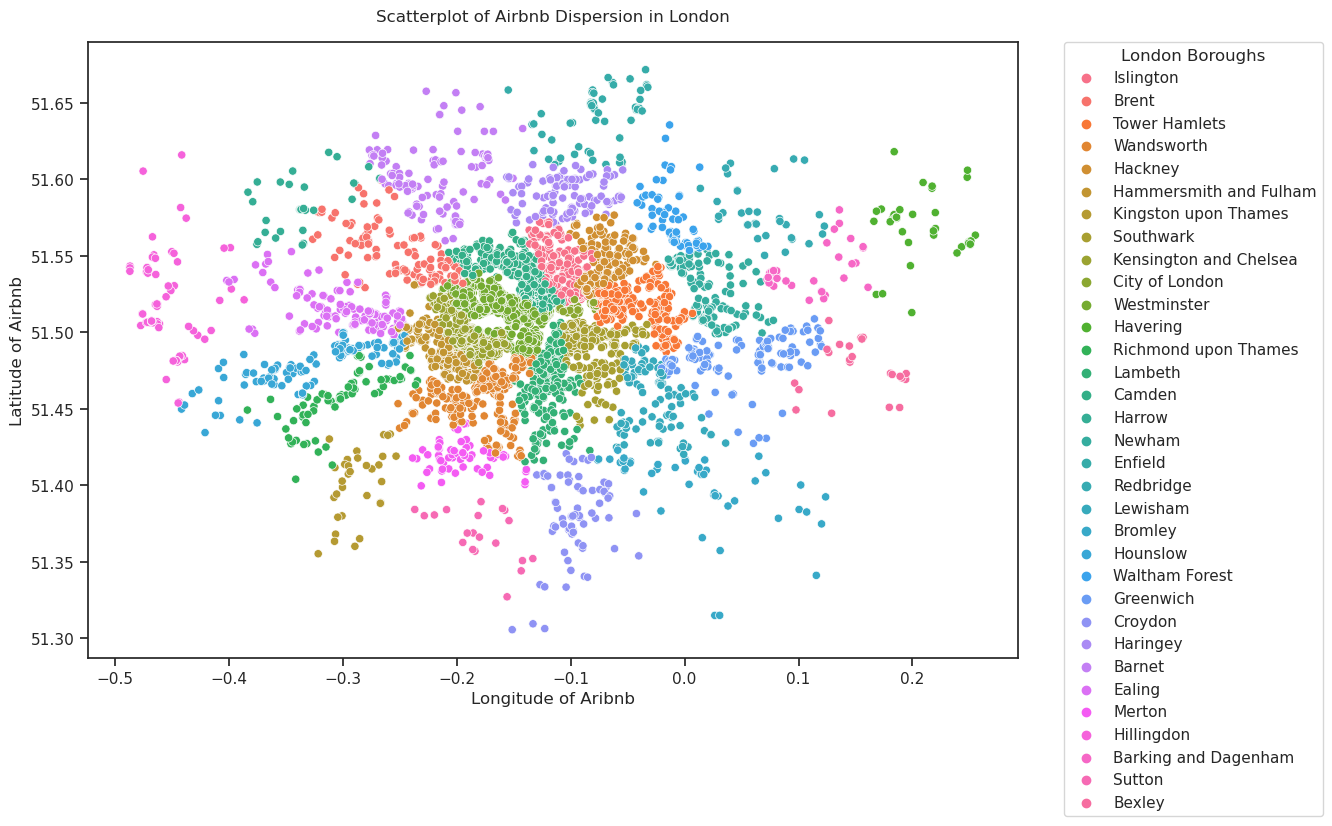 Scatterplot of Airbnb Dispersion in London
Latitude of Airbnb
51.65
51.60
51.55
51.50
51.45
51.40
51.35
51.30
−0.5 −0.4 −0.3 −0.2 −0.1 0.0 0.1 0.2
Longitude of Aribnb
London Boroughs
Islington
Brent
Tower Hamlets
Wandsworth
Hackney
Hammersmith and Fulham
Kingston upon Thames
Southwark
Kensington and Chelsea
City of London
Westminster
Havering
Richmond upon Thames
Lambeth
Camden
Harrow
Newham
Enfield
Redbridge
Lewisham
Bromley
Hounslow
Waltham Forest
Greenwich
Croydon
Haringey
Barnet
Ealing
Merton
Hillingdon
Barking and Dagenham
Sutton
Bexley